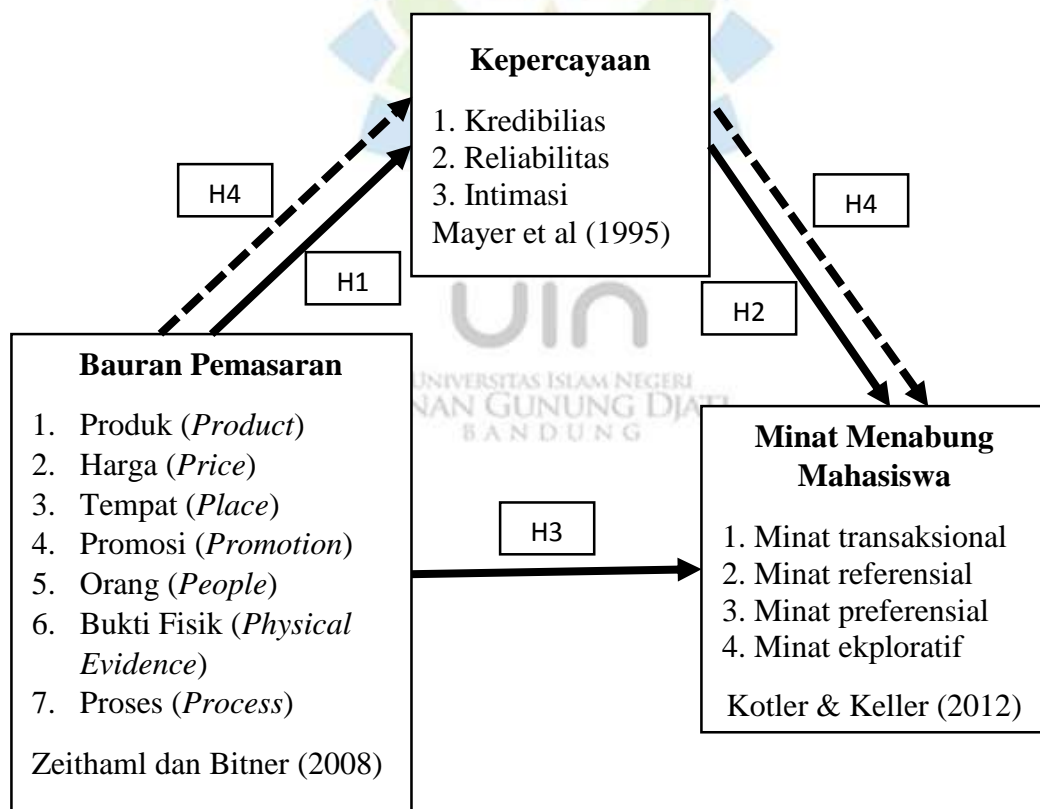 Kepercayaan
1. Kredibilias
2. Reliabilitas
3. Intimasi
Mayer et al (1995)
H4
H1
H4
H2
Bauran Pemasaran
1. Produk (Product)
2. Harga (Price)
3. Tempat (Place)
4. Promosi (Promotion)
5. Orang (People)
6. Bukti Fisik (Physical
Evidence)
7. Proses (Process)
Zeithaml dan Bitner (2008)
H3
Minat Menabung
Mahasiswa
1. Minat transaksional
2. Minat referensial
3. Minat preferensial
4. Minat ekploratif
Kotler & Keller (2012)
uin
UNIVERSITAS ISLAM NEGERI
GUNUNG
BANDUNG